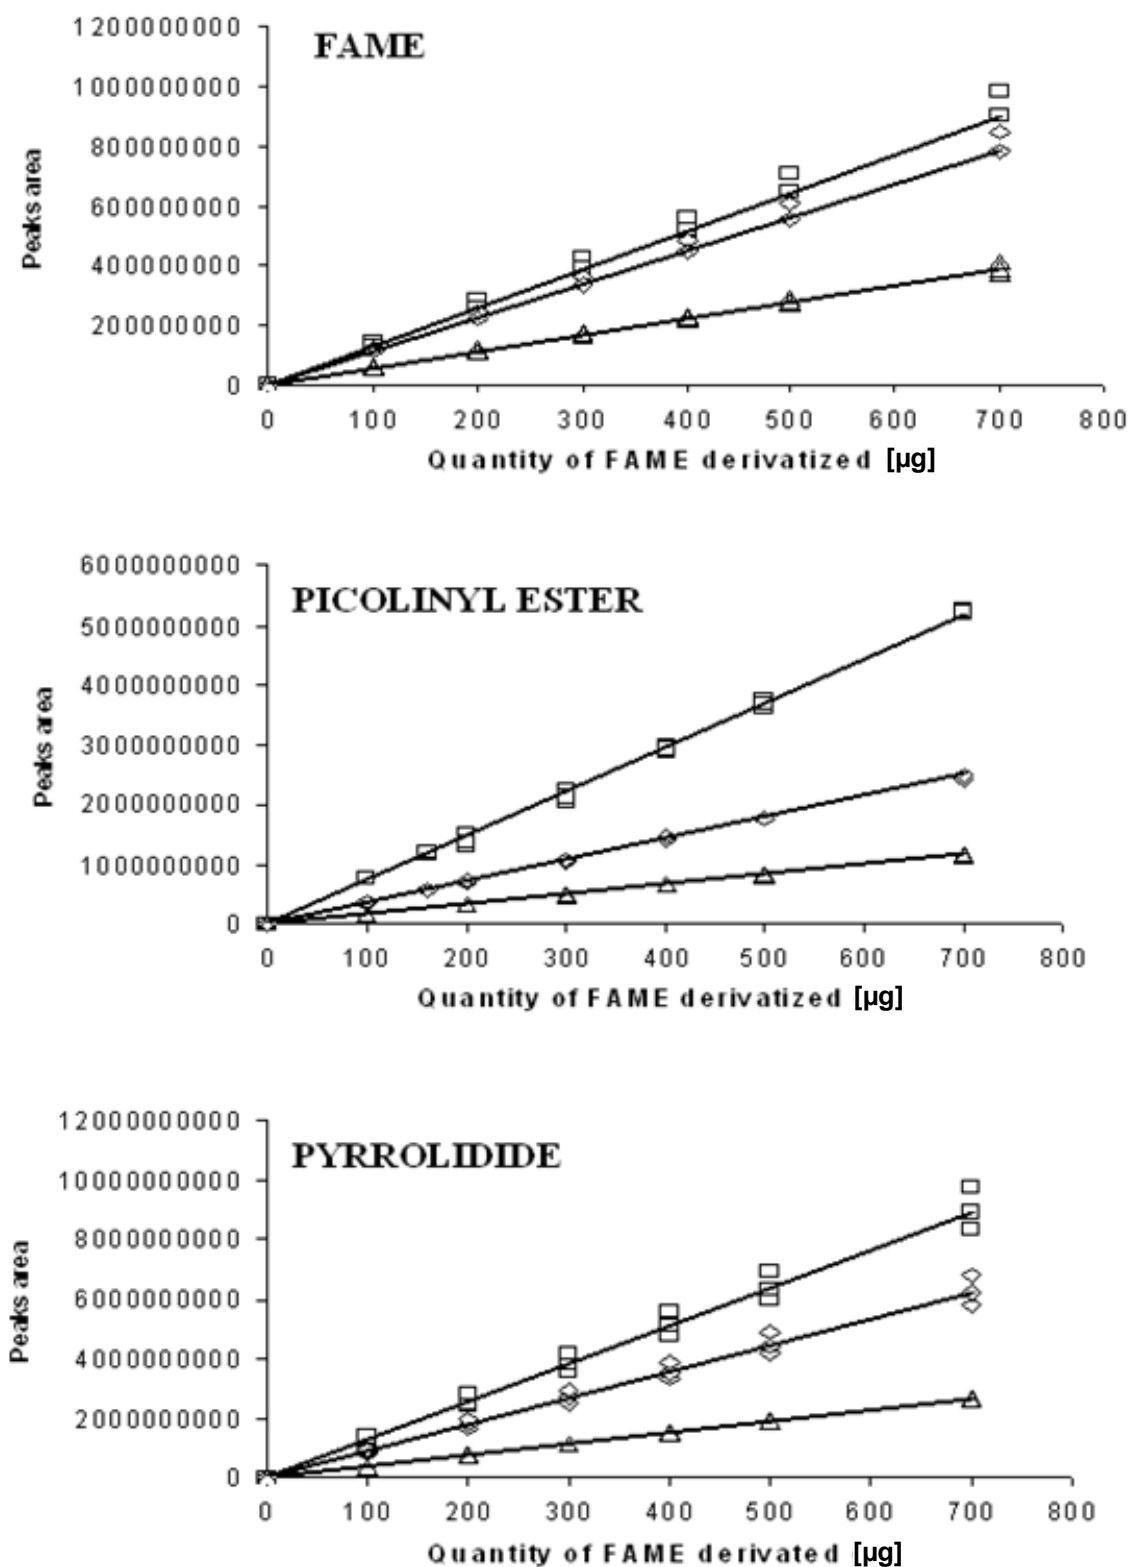 FAME
Peaks area
1200000000
1000000000
800000000
600000000
400000000
200000000
0
0 100 200 300 400 500 600 700 800
Quantity of FAME derivatized [µg]
PICOLINYL ESTER
Peaks area
6000000000
5000000000
4000000000
3000000000
2000000000
1000000000
0
0 100 200 300 400 500 600 700 800
Quantity of FAME derivatized [µg]
PYRROLIDIDE
Peaks area
12000000000
10000000000
8000000000
6000000000
4000000000
2000000000
0
0 100 200 300 400 500 600 700 800
Quantity of FAME derivated [µg]